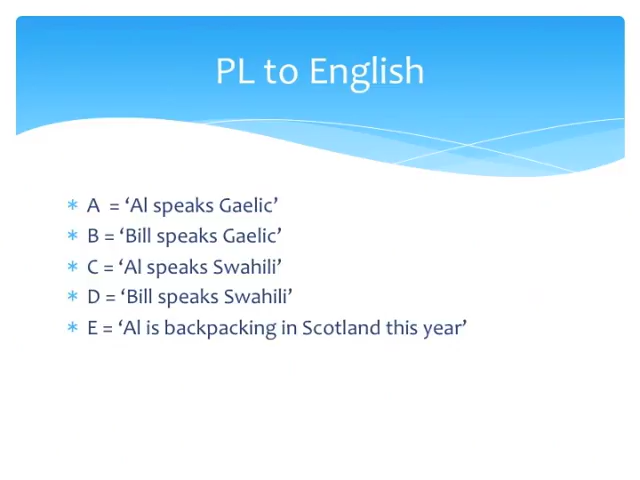 PL to English
* A  = ‘Al speaks Gaelic’
* B = ‘Bill speaks Gaelic’
* C = ‘Al speaks Swahili’
* D = ‘Bill speaks Swahili’
* E = ‘Al is backpacking in Scotland this year’